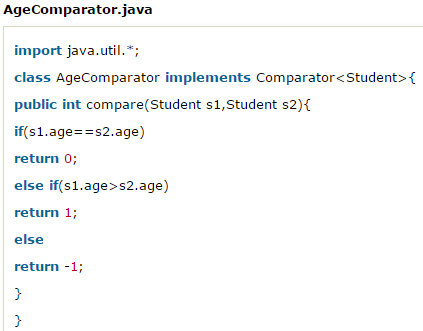 AgeComparator.java
import java.util.*;
class AgeComparator implements Comparator<Student>{
public int compare(Student s1,Student s2){
if(s1.age==s2.age)
return 0;
else if(s1.age>s2.age)
return 1;
else
return -1;
}
}